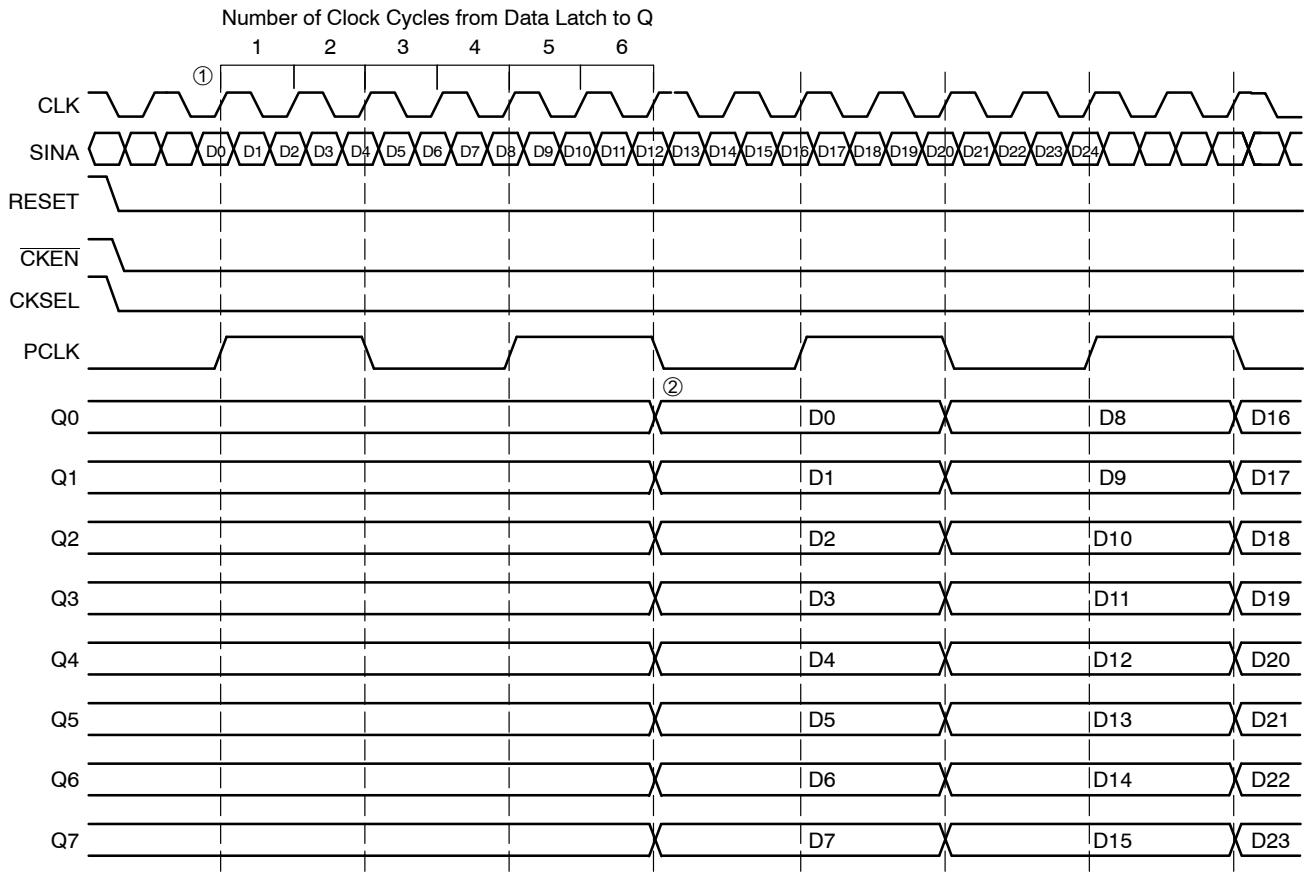 Number of Clock Cycles from Data Latch to Q
1 2 3 4 5 6
①
CLK
SINA D0 D1 D2 D3 D4 D5 D6 D7 D8 D9 D10 D11 D12 D13 D14 D15 D16 D17 D18 D19 D20 D21 D22 D23 D24
RESET
CKEN
CKSEL
PCLK
②
Q0 D0 D8 D16
Q1 D1 D9 D17
Q2 D2 D10 D18
Q3 D3 D11 D19
Q4 D4 D12 D20
Q5 D5 D13 D21
Q6 D6 D14 D22
Q7 D7 D15 D23